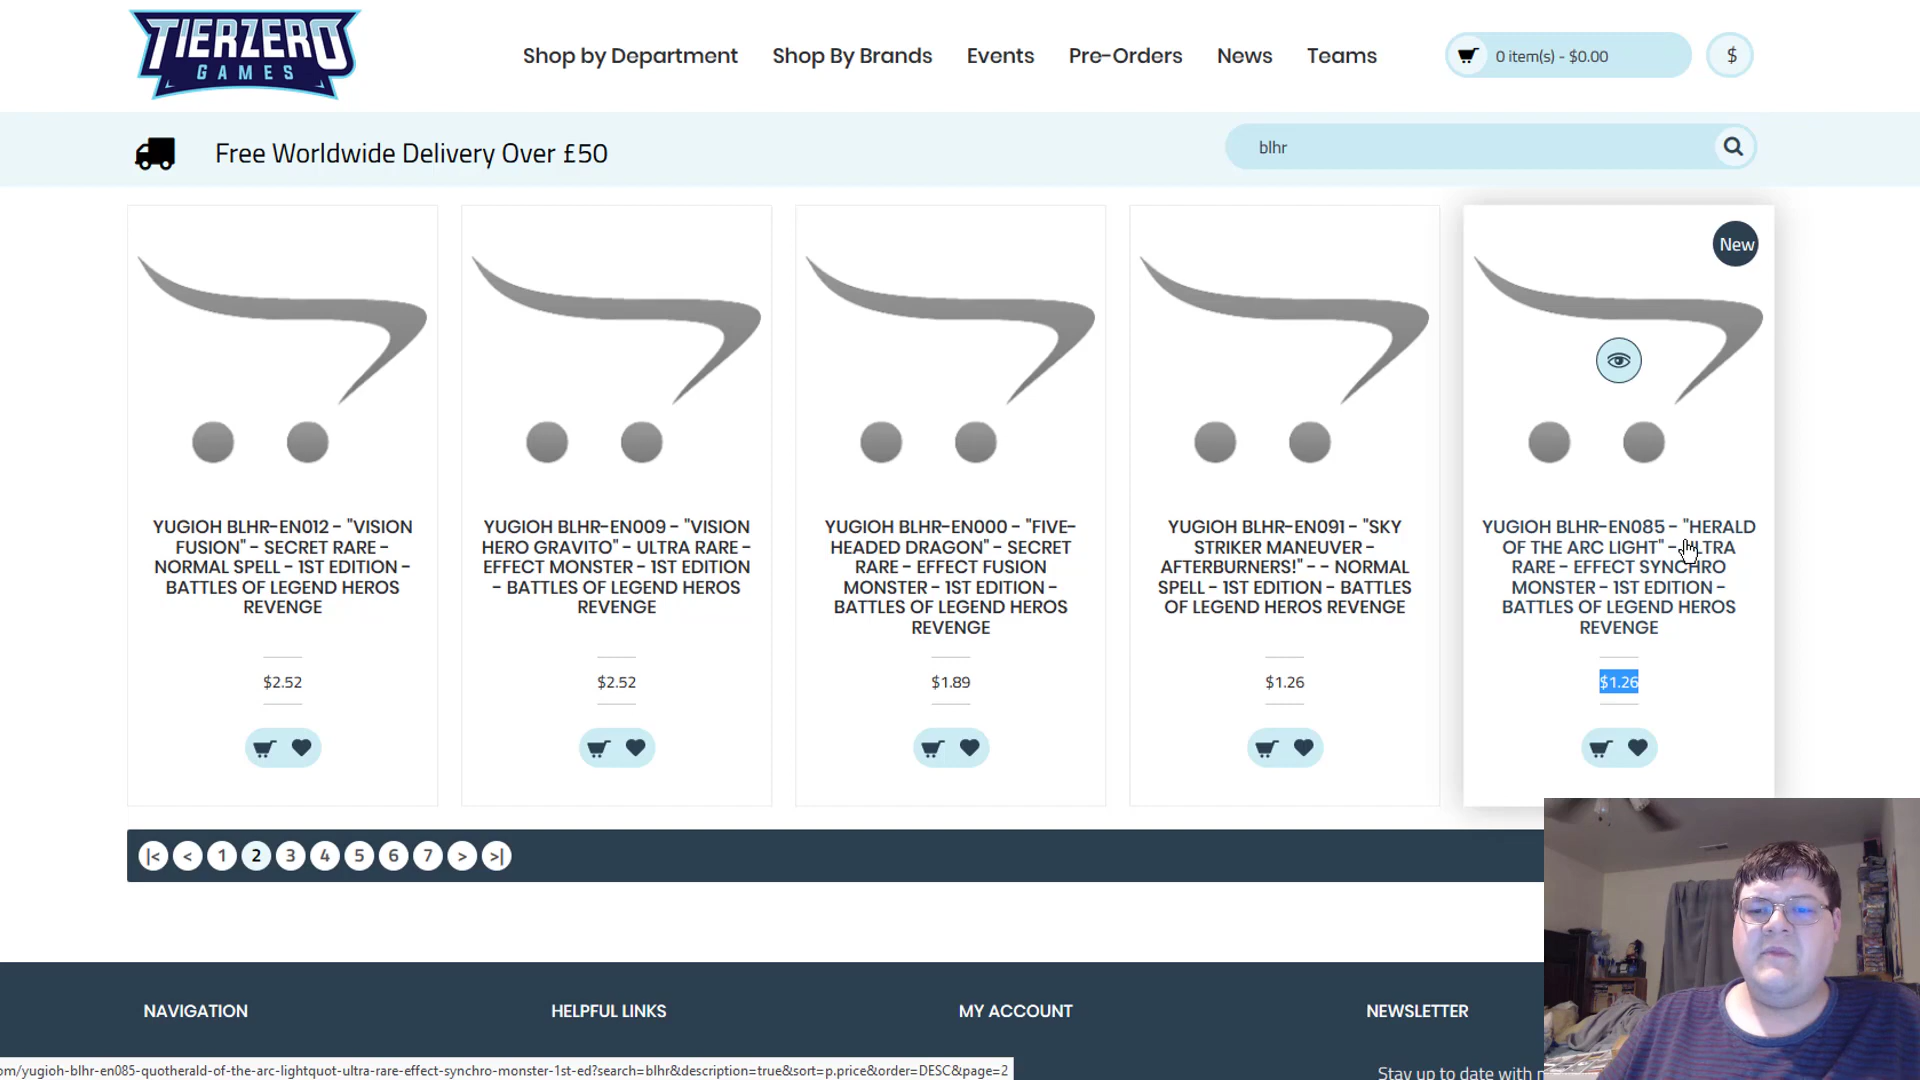 TIERZERO
GAMES
Shop by Department
Shop By Brands
Events
Pre-Orders
News
Teams
0 item(s) - $0.00
$
Free Worldwide Delivery Over £50
blhr
New
YUGIOH BLHR-EN012 - "VISION
FUSION" - SECRET RARE -
NORMAL SPELL - 1ST EDITION -
BATTLES OF LEGEND HEROS
REVENGE
$2.52
YUGIOH BLHR-EN009 - "VISION
HERO GRAVITO" - ULTRA RARE -
EFFECT MONSTER - 1ST EDITION
- BATTLES OF LEGEND HEROS
REVENGE
$2.52
YUGIOH BLHR-EN000 - "FIVE-
HEADED DRAGON" - SECRET
RARE - EFFECT FUSION
MONSTER - 1ST EDITION -
BATTLES OF LEGEND HEROS
REVENGE
$1.89
YUGIOH BLHR-EN091 - "SKY
STRIKER MANEUVER -
AFTERBURNERS!" - - NORMAL
SPELL - 1ST EDITION - BATTLES
OF LEGEND HEROS REVENGE
$1.26
YUGIOH BLHR-EN085 - "HERALD
OF THE ARC LIGHT" - ULTRA
RARE - EFFECT SYNCHRO
MONSTER - 1ST EDITION -
BATTLES OF LEGEND HEROS
REVENGE
$1.26
|< < 1 2 3 4 5 6 7 > >|
NAVIGATION
HELPFUL LINKS
MY ACCOUNT
NEWSLETTER
om/yugioh-blhr-en085-quotherald-of-the-arc-lightquot-ultra-rare-effect-synchro-monster-1st-ed?search=blhr&description=true&sort=p.price&order=DESC&page=2
Stay up to date with